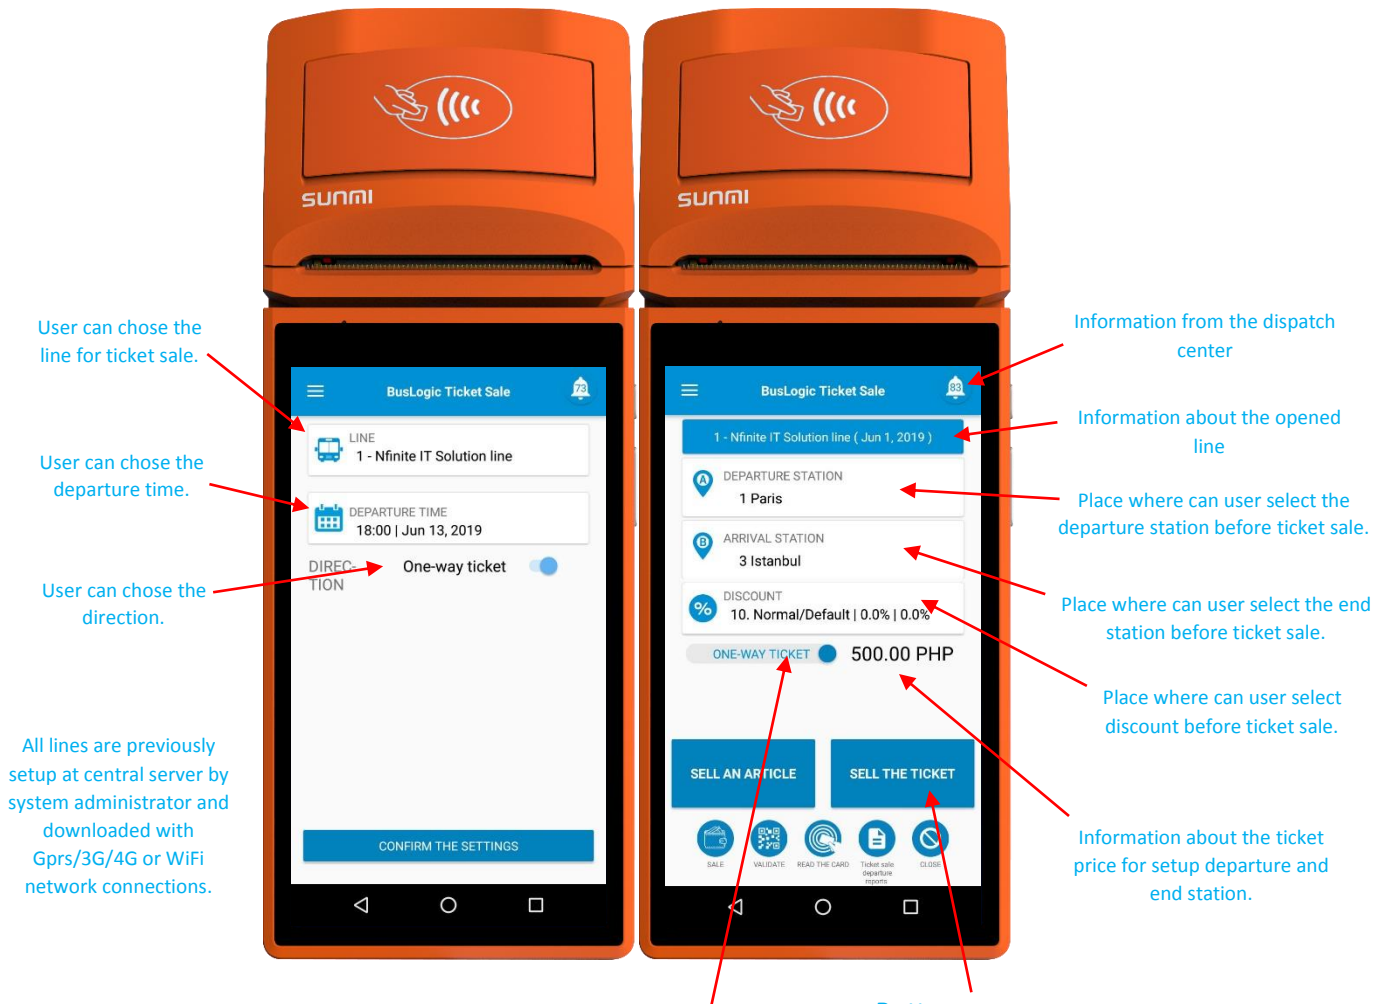 SUNMI
SUNMI
User can chose the
line for ticket sale.
User can chose the
departure time.
User can chose the
direction.
All lines are previously
setup at central server by
system administrator and
downloaded with
Gprs/3G/4G or WiFi
network connections.
BusLogic Ticket Sale
73
LINE
1 - Nfinite IT Solution line
DEPARTURE TIME
18:00 | Jun 13, 2019
DIREC-
TION
One-way ticket
CONFIRM THE SETTINGS
BusLogic Ticket Sale
83
1 - Nfinite IT Solution line ( Jun 1, 2019 )
A
DEPARTURE STATION
1 Paris
B
ARRIVAL STATION
3 Istanbul
%
DISCOUNT
10. Normal/Default | 0.0% | 0.0%
ONE-WAY TICKET
500.00 PHP
SELL AN ARTICLE
SELL THE TICKET
SALE
VALIDATE
READ THE CARD
Ticket sale
departure
reports
CLOSE
Information from the dispatch
center
Information about the opened
line
Place where can user select the
departure station before ticket sale.
Place where can user select the end
station before ticket sale.
Place where can user select
discount before ticket sale.
Information about the ticket
price for setup departure and
end station.